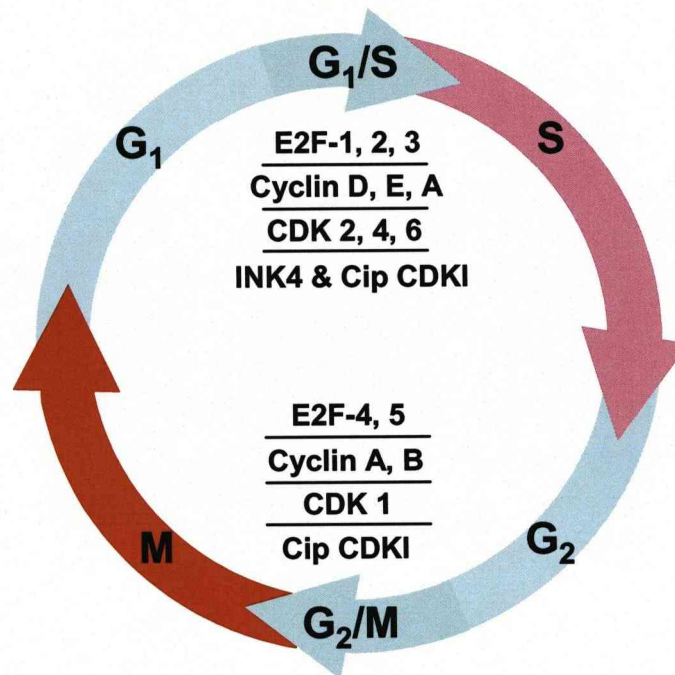 G₁/S
G₁
S
E2F-1, 2, 3
Cyclin D, E, A
CDK 2, 4, 6
INK4 & Cip CDKI
E2F-4, 5
Cyclin A, B
CDK 1
Cip CDKI
M
G₂
G₂/M